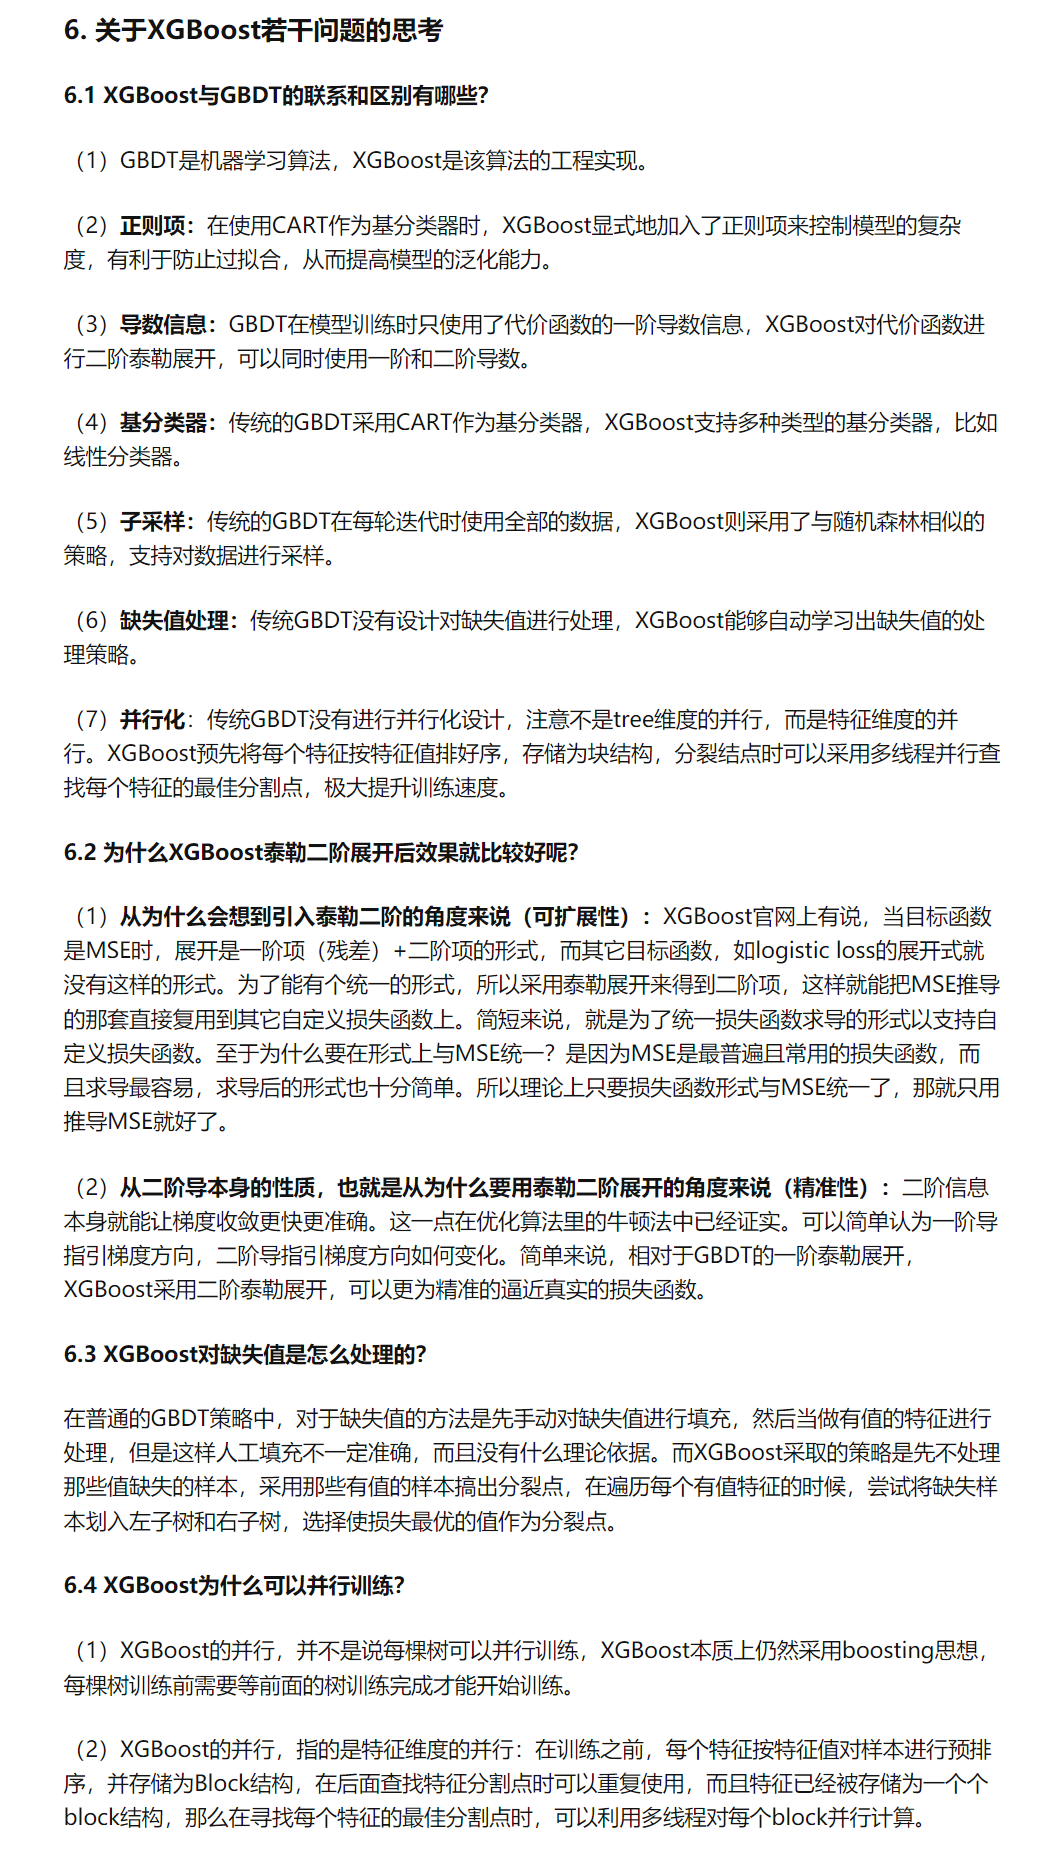 6. 关于XGBoost若干问题的思考
6.1 XGBoost与GBDT的联系和区别有哪些？
（1）GBDT是机器学习算法，XGBoost是该算法的工程实现。
（2）正则项：在使用CART作为基分类器时，XGBoost显式地加入了正则项来控制模型的复杂
度，有利于防止过拟合，从而提高模型的泛化能力。
（3）导数信息：GBDT在模型训练时只使用了代价函数的一阶导数信息，XGBoost对代价函数进
行二阶泰勒展开，可以同时使用一阶和二阶导数。
（4）基分类器：传统的GBDT采用CART作为基分类器，XGBoost支持多种类型的基分类器，比如
线性分类器。
（5）子采样：传统的GBDT在每轮迭代时使用全部的数据，XGBoost则采用了与随机森林相似的
策略，支持对数据进行采样。
（6）缺失值处理：传统GBDT没有设计对缺失值进行处理，XGBoost能够自动学习出缺失值的处
理策略。
（7）并行化：传统GBDT没有进行并行化设计，注意不是tree维度的并行，而是特征维度的并
行。XGBoost预先将每个特征按特征值排好序，存储为块结构，分裂结点时可以采用多线程并行查
找每个特征的最佳分割点，极大提升训练速度。
6.2 为什么XGBoost泰勒二阶展开后效果就比较好呢？
（1）从为什么会想到引入泰勒二阶的角度来说（可扩展性）：XGBoost官网上有说，当目标函数
是MSE时，展开是一阶项（残差）+二阶项的形式，而其它目标函数，如logistic loss的展开式就
没有这样的形式。为了能有个统一的形式，所以采用泰勒展开来得到二阶项，这样就能把MSE推导
的那套直接复用到其它自定义损失函数上。简短来说，就是为了统一损失函数求导的形式以支持自
定义损失函数。至于为什么要在形式上与MSE统一？是因为MSE是最普遍且常用的损失函数，而
且求导最容易，求导后的形式也十分简单。所以理论上只要损失函数形式与MSE统一了，那就只用
推导MSE就好了。
（2）从二阶导本身的性质，也就是从为什么要用泰勒二阶展开的角度来说（精准性）：二阶信息
本身就能让梯度收敛更快更准确。这一点在优化算法里的牛顿法中已经证实。可以简单认为一阶导
指引梯度方向，二阶导指引梯度方向如何变化。简单来说，相对于GBDT的一阶泰勒展开，
XGBoost采用二阶泰勒展开，可以更为精准的逼近真实的损失函数。
6.3 XGBoost对缺失值是怎么处理的？
在普通的GBDT策略中，对于缺失值的方法是先手动对缺失值进行填充，然后当做有值的特征进行
处理，但是这样人工填充不一定准确，而且没有什么理论依据。而XGBoost采取的策略是先不处理
那些值缺失的样本，采用那些有值的样本搞出分裂点，在遍历每个有值特征的时候，尝试将缺失样
本划入左子树和右子树，选择使损失最优的值作为分裂点。
6.4 XGBoost为什么可以并行训练？
（1）XGBoost的并行，并不是说每棵树可以并行训练，XGBoost本质上仍然采用boosting思想，
每棵树训练前需要等前面的树训练完成才能开始训练。
（2）XGBoost的并行，指的是特征维度的并行：在训练之前，每个特征按特征值对样本进行预排
序，并存储为Block结构，在后面查找特征分割点时可以重复使用，而且特征已经被存储为一个个
block结构，那么在寻找每个特征的最佳分割点时，可以利用多线程对每个block并行计算。